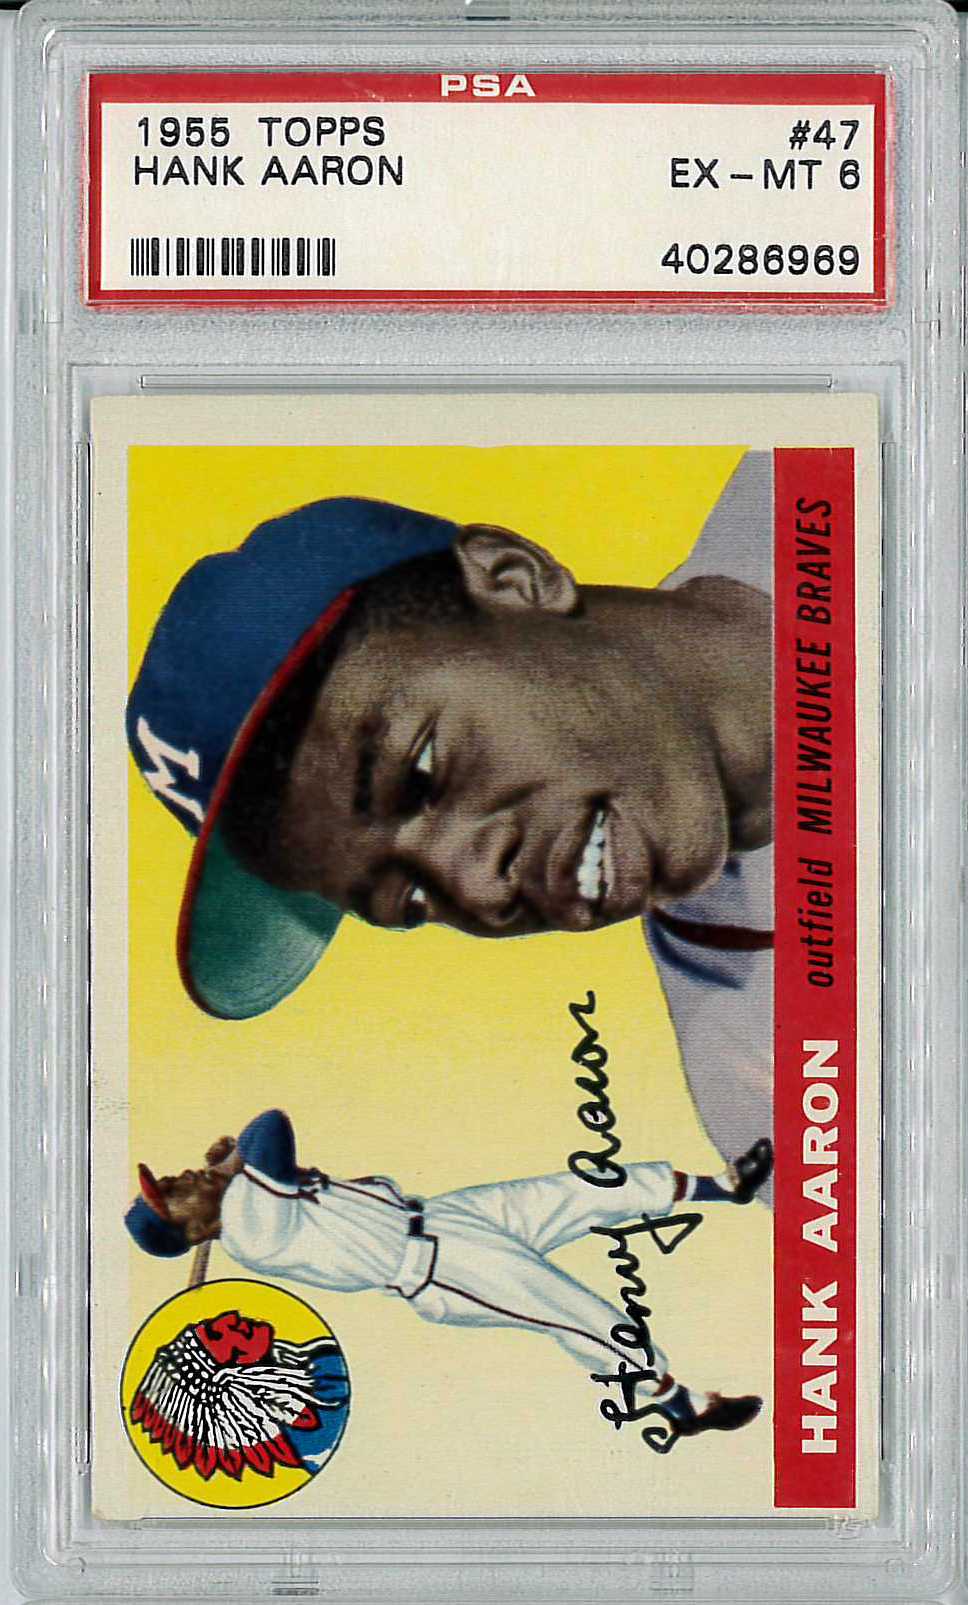 PSA
1955 TOPPS #47
HANK AARON EX-MT 6
40286969
M
HANK AARON outfield MILWAUKEE BRAVES
Henry Aaron